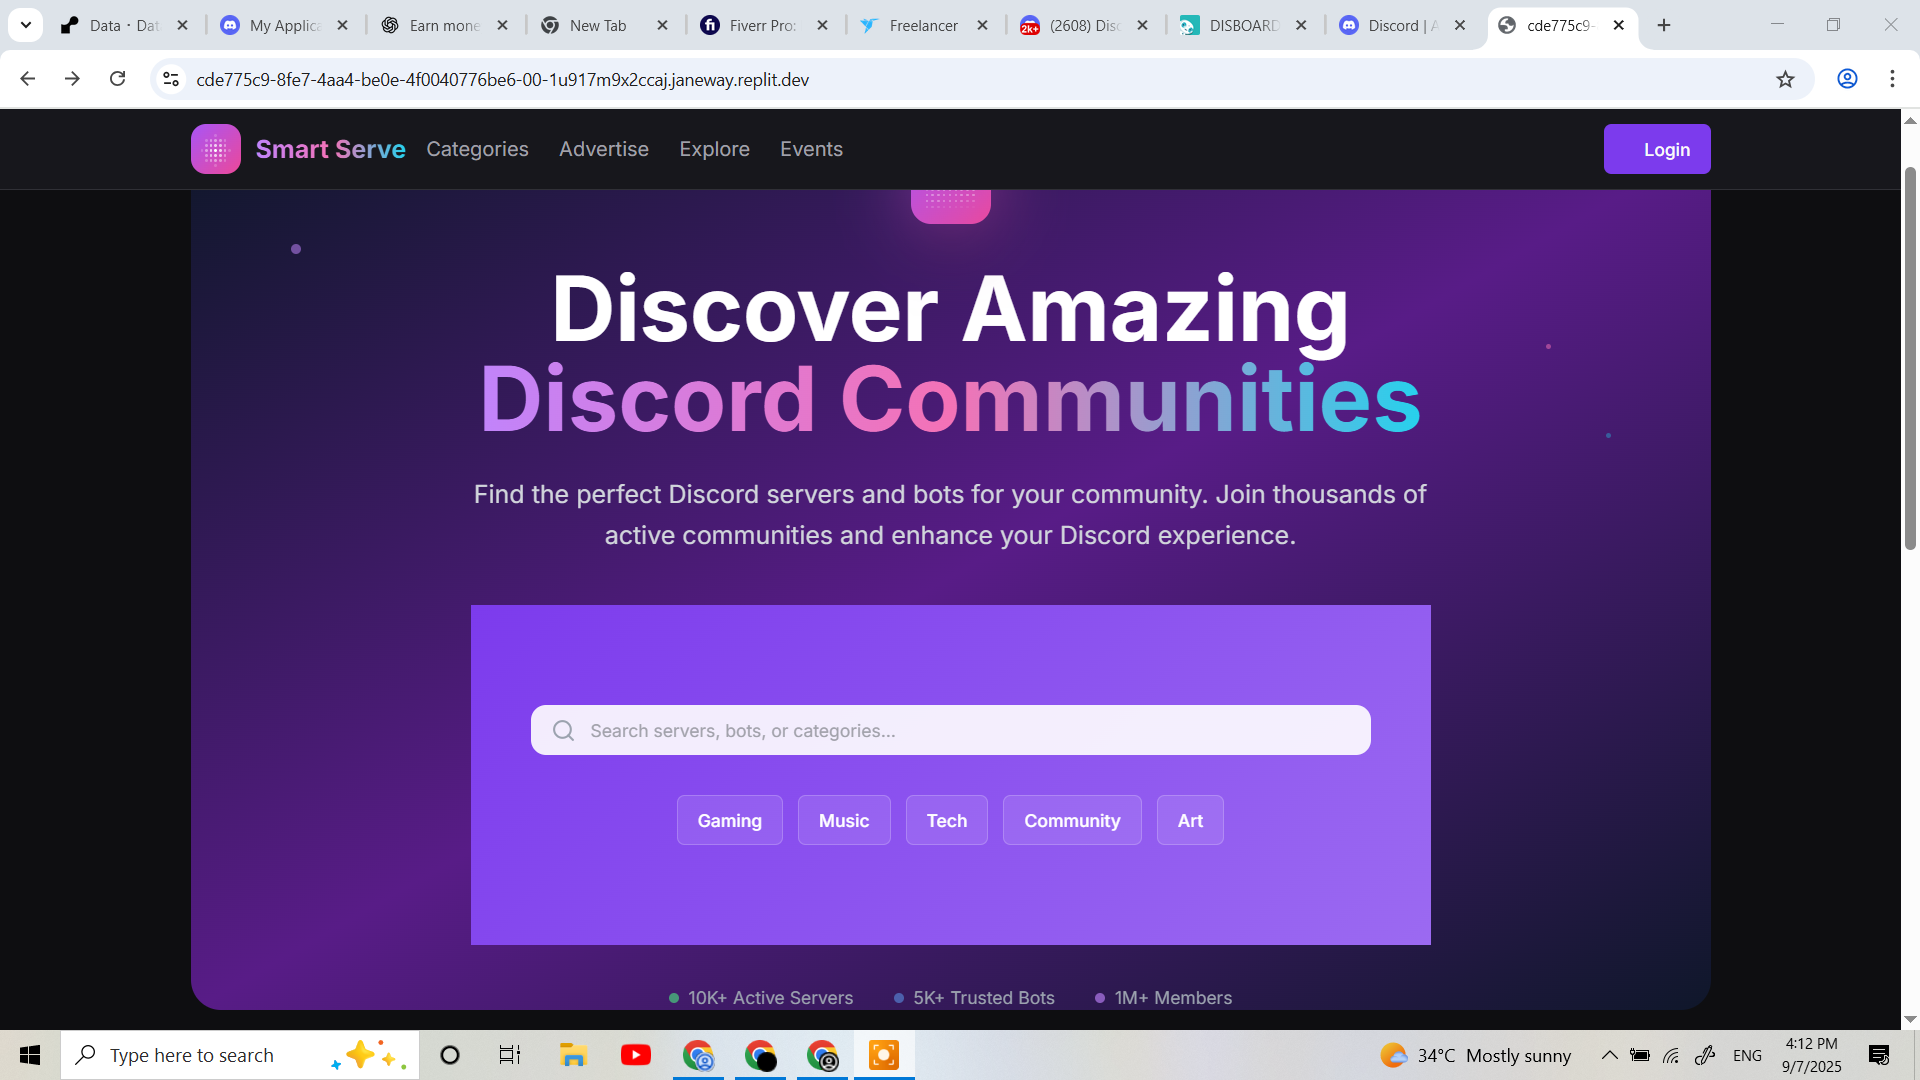 Data · Dat
My Applica
Earn mone
New Tab
Fiverr Pro:
Freelancer
2k+
(2608) Disc
DISBOARD
Discord | A
cde775c9-
cde775c9-8fe7-4aa4-be0e-4f0040776be6-00-1u917m9x2ccaj.janeway.replit.dev
Smart Serve
Categories
Advertise
Explore
Events
Login
Discover Amazing
Discord Communities
Find the perfect Discord servers and bots for your community. Join thousands of
active communities and enhance your Discord experience.
Search servers, bots, or categories...
Gaming
Music
Tech
Community
Art
10K+ Active Servers
5K+ Trusted Bots
1M+ Members
Type here to search
34°C Mostly sunny
ENG
4:12 PM
9/7/2025